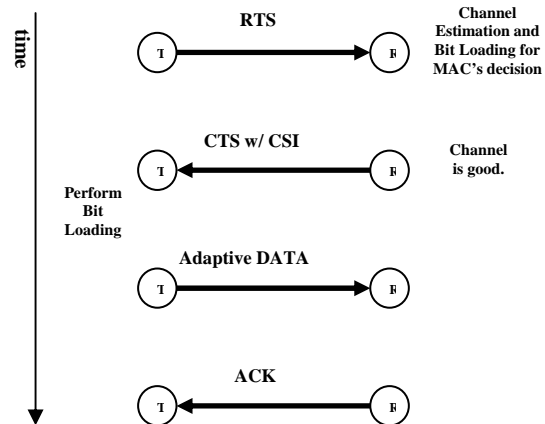 RTS
Channel
Estimation and
Bit Loading for
MAC's decision
time
CTS w/ CSI
Channel
is good.
Perform
Bit
Loading
Adaptive DATA
ACK